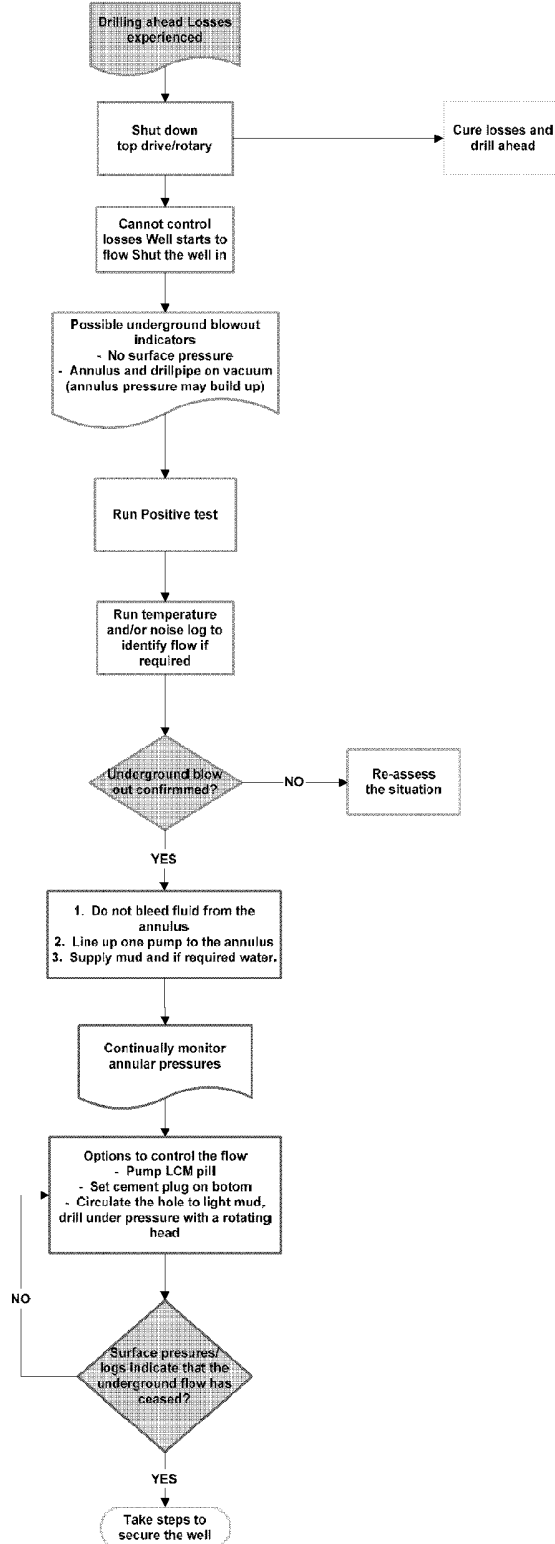 Drilling ahead Losses
experienced
Shut down
top drive/rotary
Cure losses and
drill ahead
Cannot control
losses Well starts to
flow Shut the well in
Possible underground blowout
indicators
- No surface pressure
- Annulus and drillpipe on vacuum
(annulus pressure may build up)
Run Positive test
Run temperature
and/or noise log to
identify flow if
required
Underground blow
out confirmmed?
NO
Re-assess
the situation
YES
1. Do not bleed fluid from the
annulus
2. Line up one pump to the annulus
3. Supply mud and if required water.
Continually monitor
annular pressures
Options to control the flow
- Pump LCM pill
- Set cement plug on botom
- Circulate the hole to light mud,
drill under pressure with a rotating
head
NO
Surface presures/
logs indicate that the
underground flow has
ceased?
YES
Take steps to
secure the well